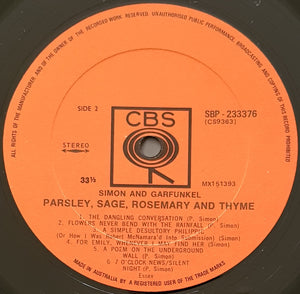 ALL RIGHTS OF THE MANUFACTURER, AND OF THE OWNER OF THE RECORDED WORK RESERVED. UNAUTHORISED PUBLIC PERFORMANCE, BROADCASTING AND COPYING OF THIS RECORD PROHIBITED
CBS
SIDE 2
SBP - 233376
[CS9363]
STEREO
33⅓
MX151393
SIMON AND GARFUNKEL
PARSLEY, SAGE, ROSEMARY AND THYME
1. THE DANGLING CONVERSATION (P. Simon)
2. FLOWERS NEVER BEND WITH THE RAINFALL (P. Simon)
3. A SIMPLE DESULTORY PHILIPPIC
(Or How I Was Robert McNamara'd Into Submission) (Simon)
4. FOR EMILY, WHENEVER I MAY FIND HER (Simon)
5. A POEM ON THE UNDERGROUND
WALL (P. Simon)
6. 7 O'CLOCK NEWS/SILENT
NIGHT (P. Simon)
Essex
MADE IN AUSTRALIA BY A REGISTERED USER OF THE TRADE MARKS